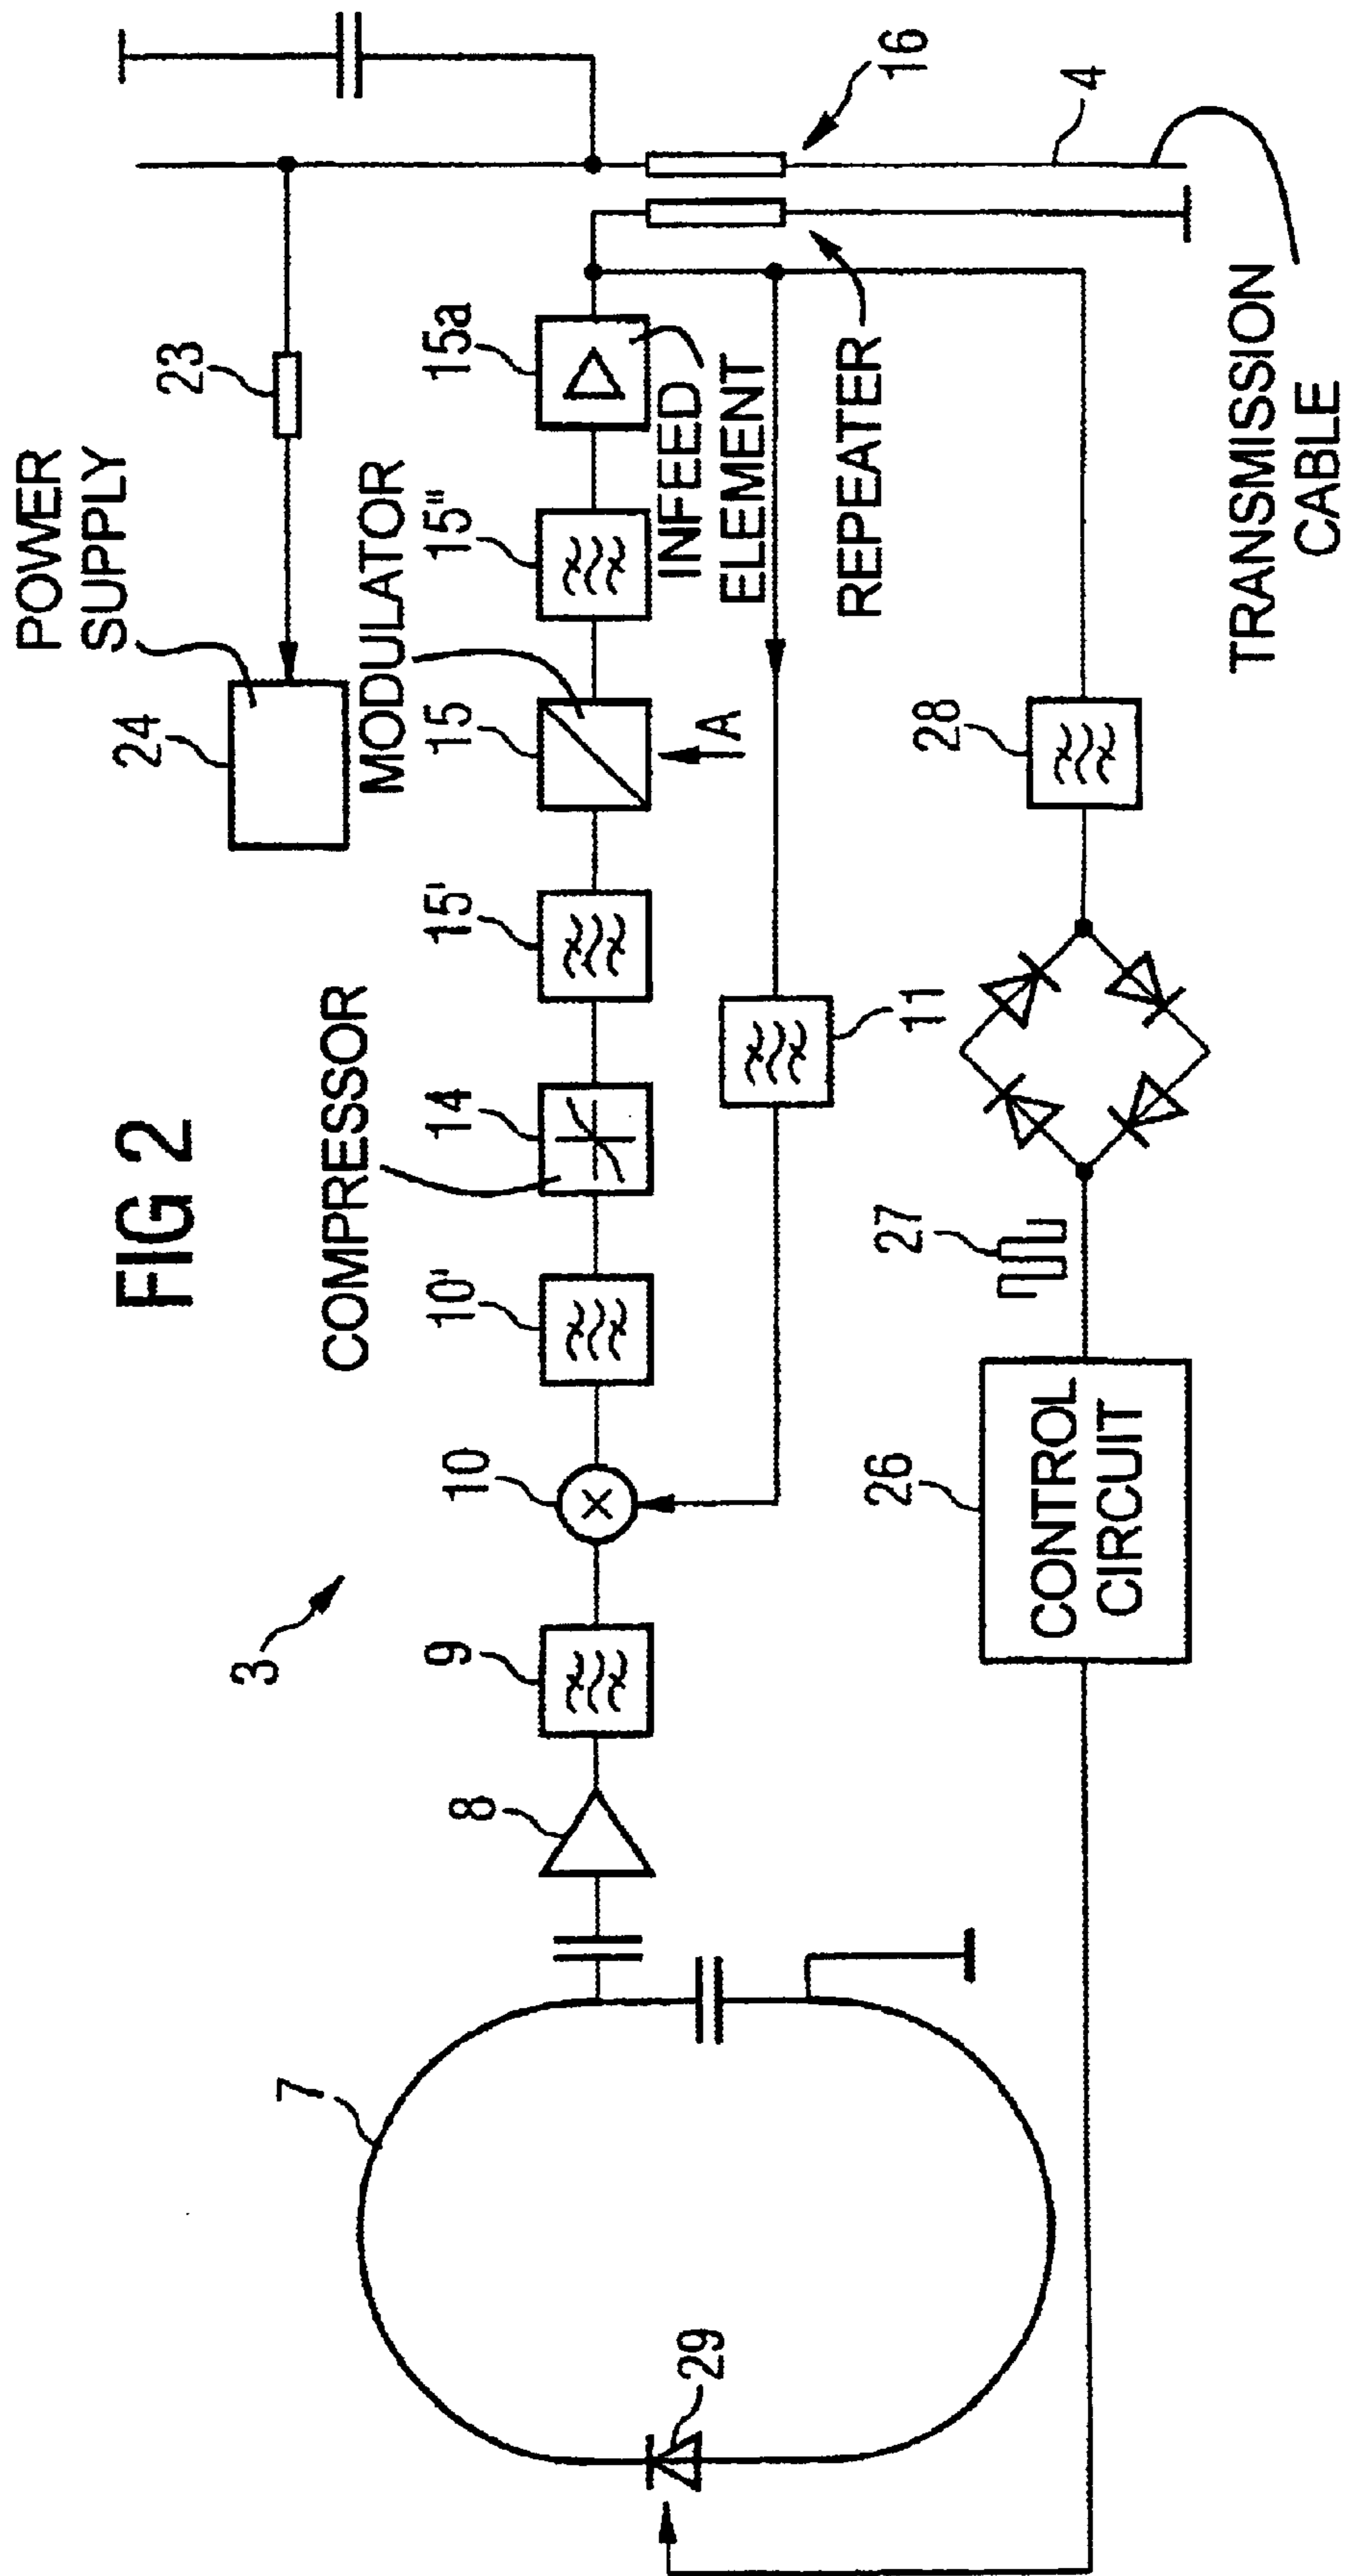 FIG 2
3
7
29
8
9
10
10'
COMPRESSOR
14
15'
MODULATOR
15
A
15"
15a
INFEED
ELEMENT
POWER
SUPPLY
24
23
16
4
REPEATER
TRANSMISSION
CABLE
11
28
27
26
CONTROL
CIRCUIT